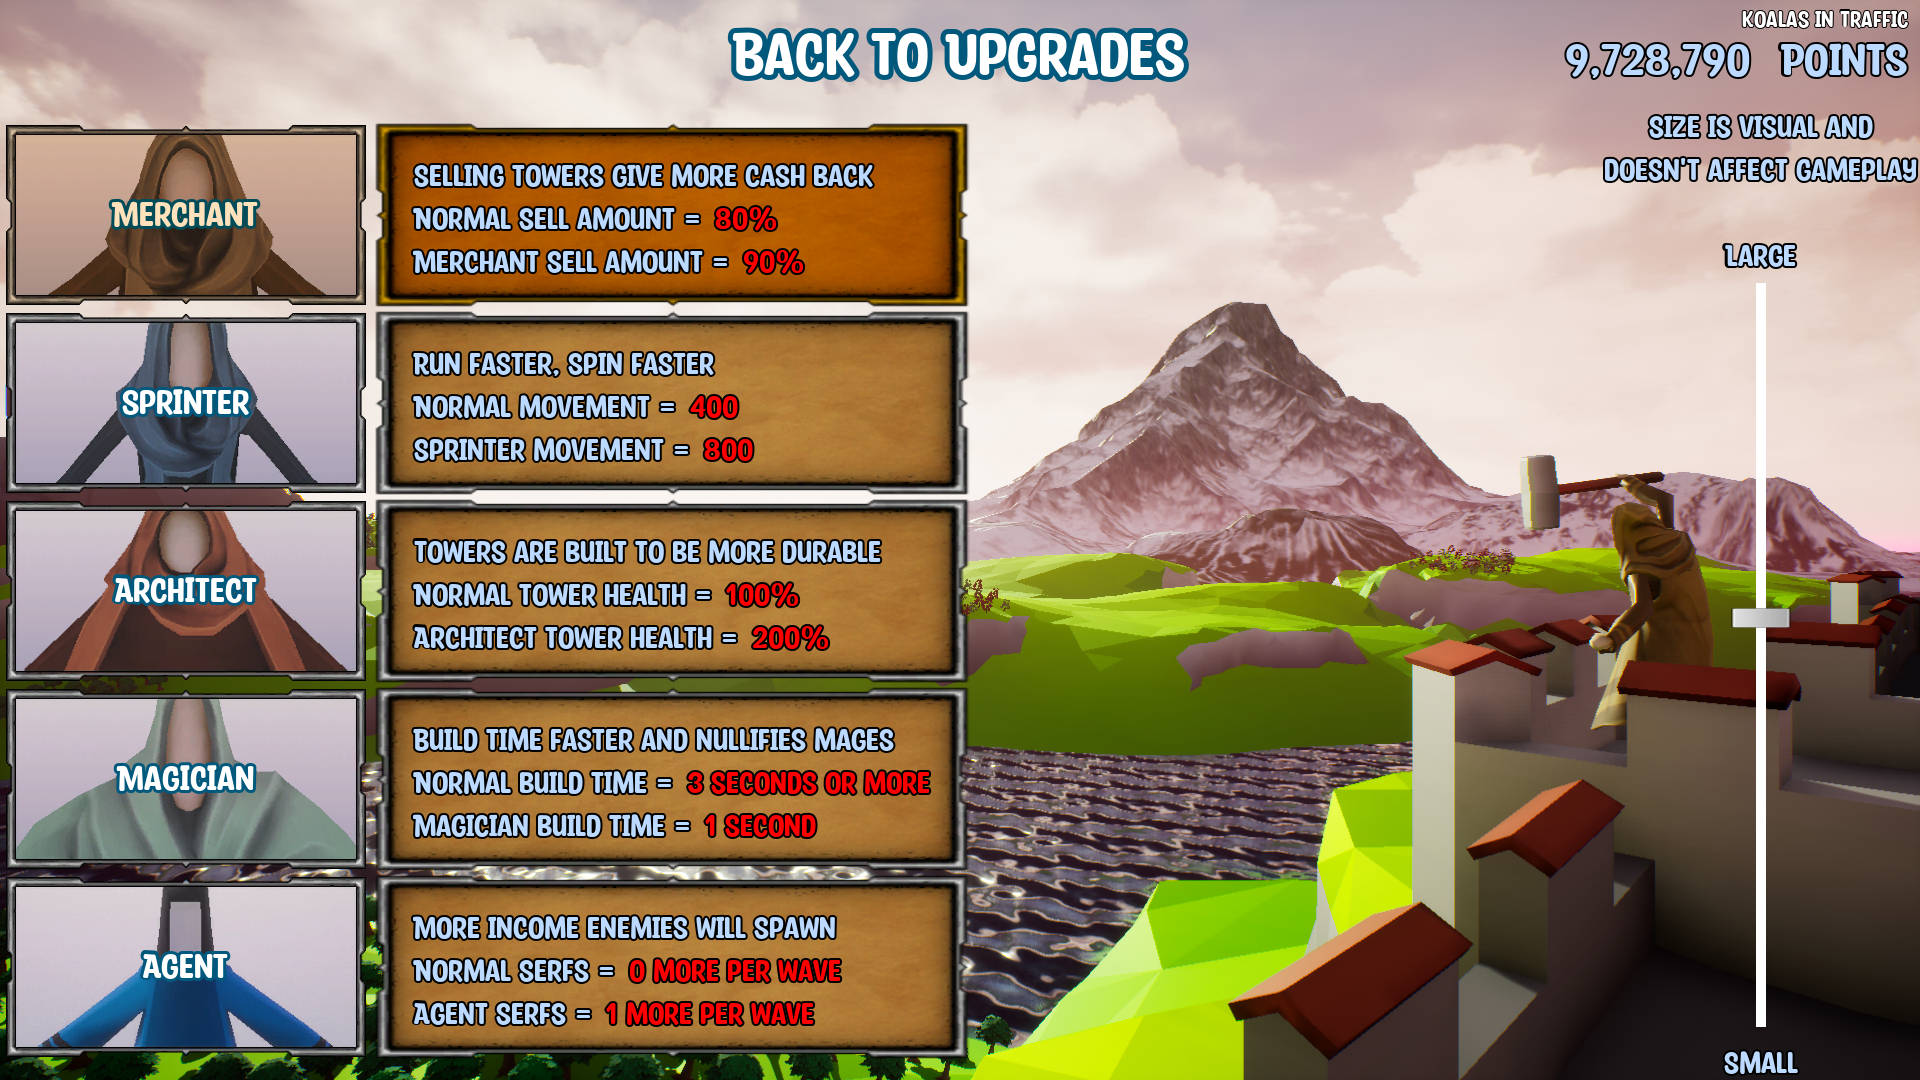 KOALAS IN TRAFFIC
BACK TO UPGRADES
9,728,790 POINTS
SIZE IS VISUAL AND
DOESN'T AFFECT GAMEPLAY
LARGE
MERCHANT
SELLING TOWERS GIVE MORE CASH BACK
NORMAL SELL AMOUNT = 80%
MERCHANT SELL AMOUNT = 90%
SPRINTER
RUN FASTER, SPIN FASTER
NORMAL MOVEMENT = 400
SPRINTER MOVEMENT = 800
ARCHITECT
TOWERS ARE BUILT TO BE MORE DURABLE
NORMAL TOWER HEALTH = 100%
ARCHITECT TOWER HEALTH = 200%
MAGICIAN
BUILD TIME FASTER AND NULLIFIES MAGES
NORMAL BUILD TIME = 3 SECONDS OR MORE
MAGICIAN BUILD TIME = 1 SECOND
AGENT
MORE INCOME ENEMIES WILL SPAWN
NORMAL SERFS = 0 MORE PER WAVE
AGENT SERFS = 1 MORE PER WAVE
SMALL